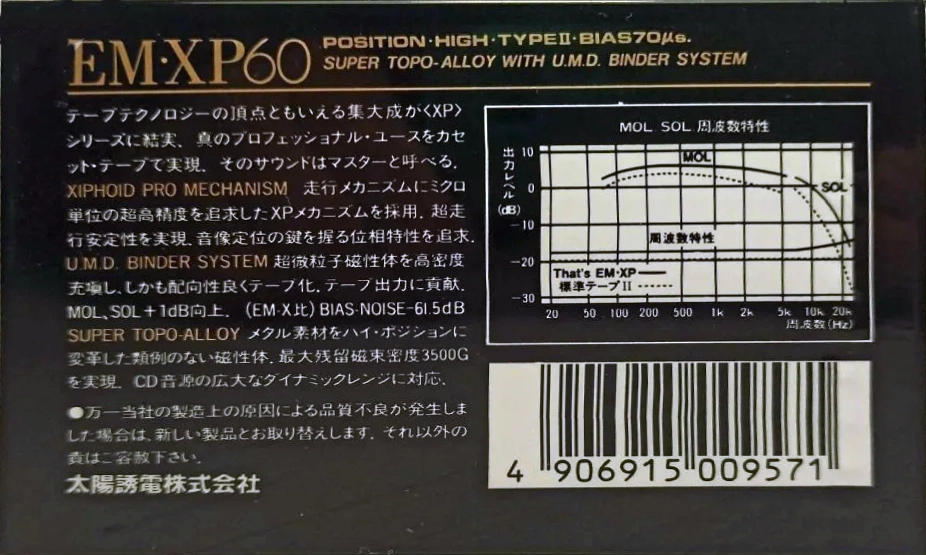 EM·XP60
POSITION·HIGH·TYPEⅡ·BIAS70μs.
SUPER TOPO-ALLOY WITH U.M.D. BINDER SYSTEM
テープテクノロジーの頂点ともいえる集大成が〈XP〉
シリーズに結実．真のプロフェッショナル・ユースをカセ
ット・テープで実現．そのサウンドはマスターと呼べる．
XIPHOID PRO MECHANISM 走行メカニズムにミクロ
単位の超高精度を追求したXPメカニズムを採用．超走
行安定性を実現．音像定位の鍵を握る位相特性を追求．
U.M.D. BINDER SYSTEM 超微粒子磁性体を高密度
充塡し、しかも配向性良くテープ化．テープ出力に貢献．
MOL、SOL＋1dB向上．(EM-X比) BIAS-NOISE-61.5dB
SUPER TOPO-ALLOY メタル素材をハイ・ポジションに
変革した類例のない磁性体．最大残留磁束密度3500G
を実現．CD音源の広大なダイナミックレンジに対応．
●万一当社の製造上の原因による品質不良が発生しま
した場合は、新しい製品とお取り替えします．それ以外の
責はご容赦下さい．
太陽誘電株式会社
MOL SOL 周波数特性
出力レベル(dB)
10
0
-10
-20
-30
MOL
SOL
周波数特性
That's EM·XP
標準テープⅡ
20 50 100 200 500 1k 2k 5k 10k 20k
周波数(Hz)
4 906915 009571